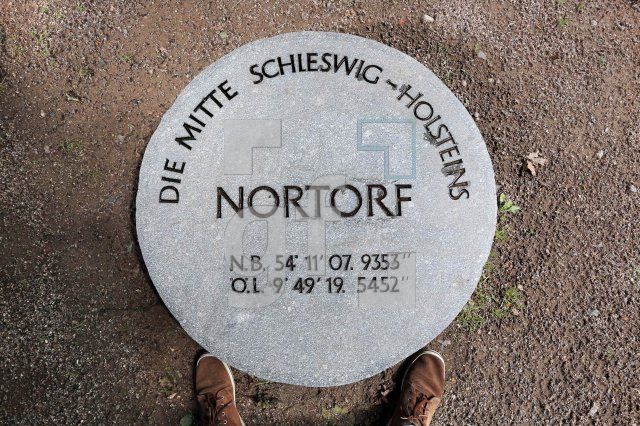 DIE MITTE SCHLESWIG-HOLSTEINS
NORTORF
N.B. 54° 11' 07. 9353"
Ö.L. 9° 49' 19. 5452"